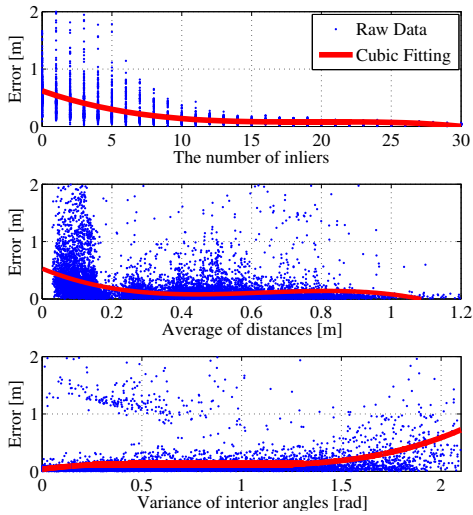 2
Raw Data
Cubic Fitting
1
Error [m]
0
0 5 10 15 20 25 30
The number of inliers
2
1
Error [m]
0
0 0.2 0.4 0.6 0.8 1 1.2
Average of distances [m]
2
1
Error [m]
0
0 0.5 1 1.5 2
Variance of interior angles [rad]